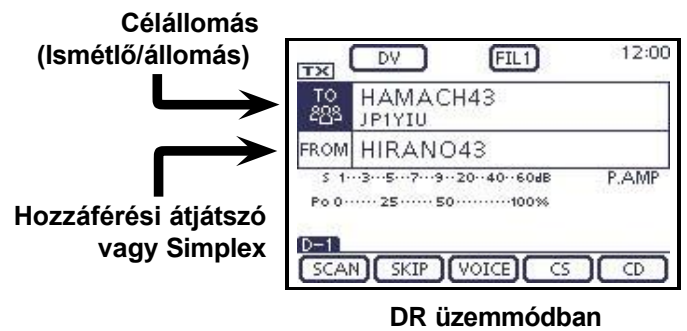 Célállomás
(Ismétlő/állomás)
Hozzáférési átjátszó
vagy Simplex
DV FIL1 12:00
TX
TO HAMACH43
JP1YIU
FROM HIRANO43
S 1···3···5···7···9···20···40···60dB P.AMP
Po 0······25······50·········100%
D-1
SCAN SKIP VOICE CS CD
DR üzemmódban